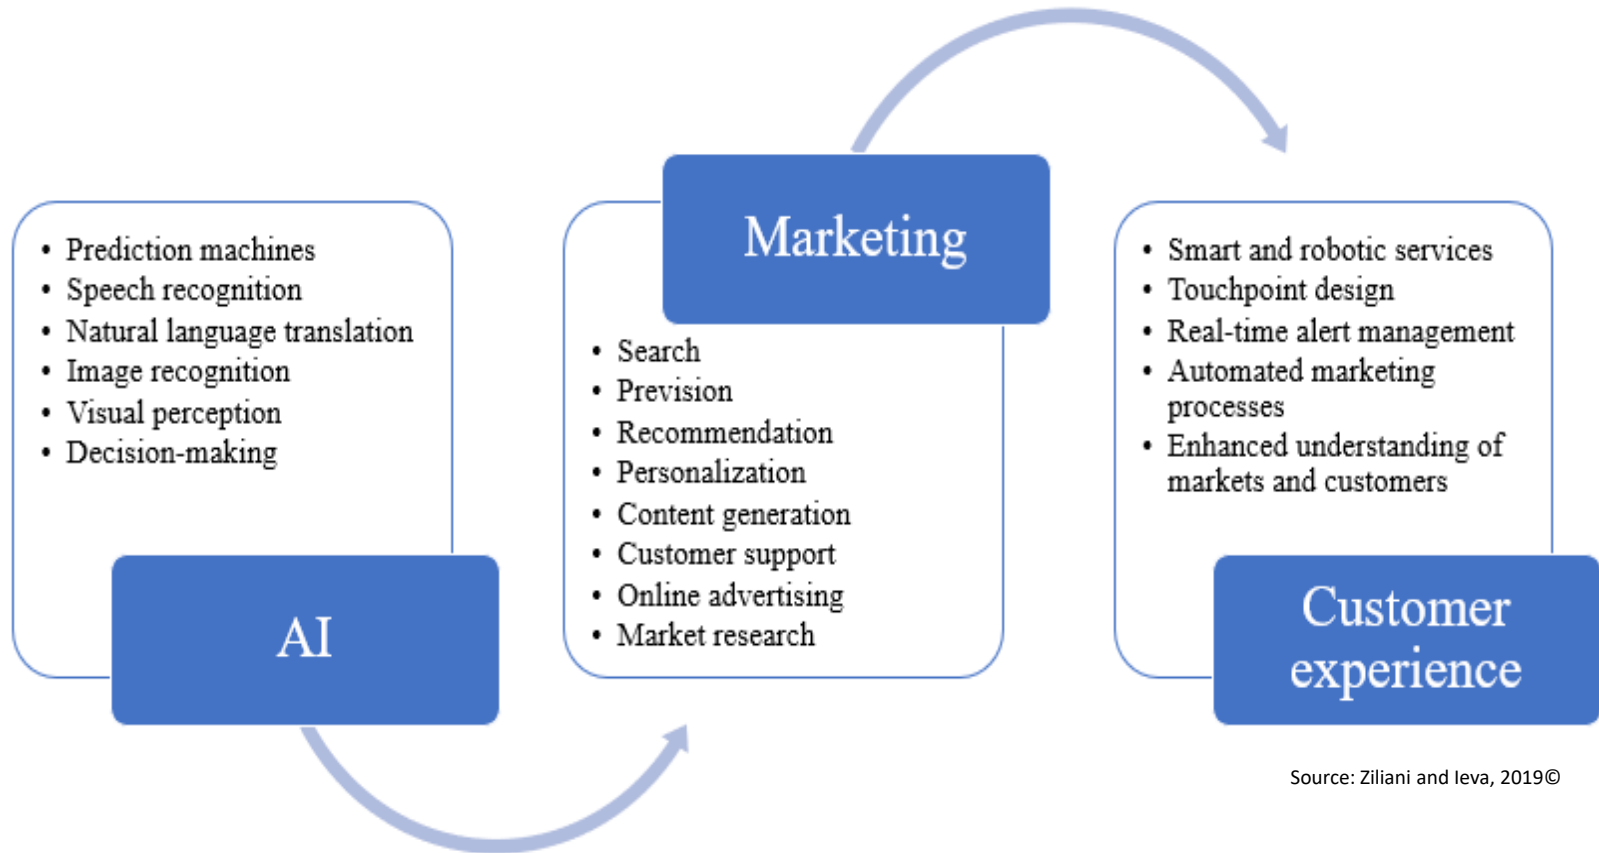 • Prediction machines
• Speech recognition
• Natural language translation
• Image recognition
• Visual perception
• Decision-making
AI
Marketing
• Search
• Prevision
• Recommendation
• Personalization
• Content generation
• Customer support
• Online advertising
• Market research
• Smart and robotic services
• Touchpoint design
• Real-time alert management
• Automated marketing
processes
• Enhanced understanding of
markets and customers
Customer
experience
Source: Ziliani and Ieva, 2019©